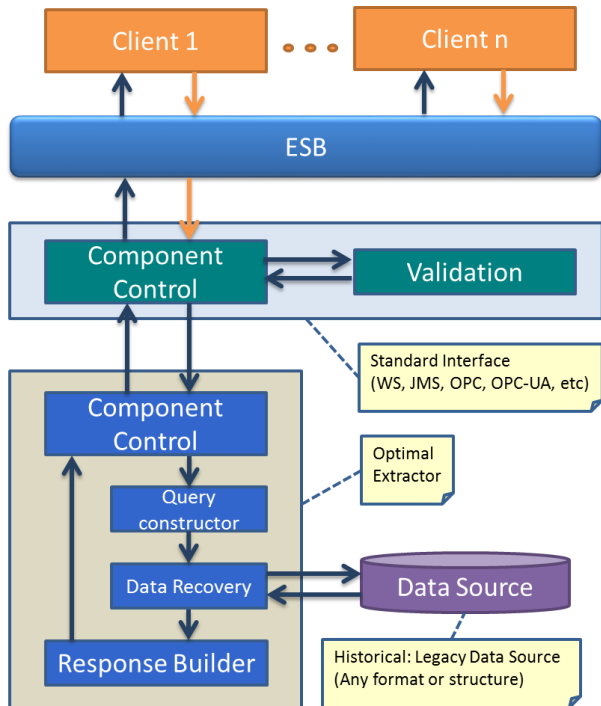 Client 1
Client n
ESB
Component
Control
Validation
Standard Interface
(WS, JMS, OPC, OPC-UA, etc)
Component
Control
Optimal
Extractor
Query
constructor
Data Recovery
Data Source
Response Builder
Historical: Legacy Data Source
(Any format or structure)